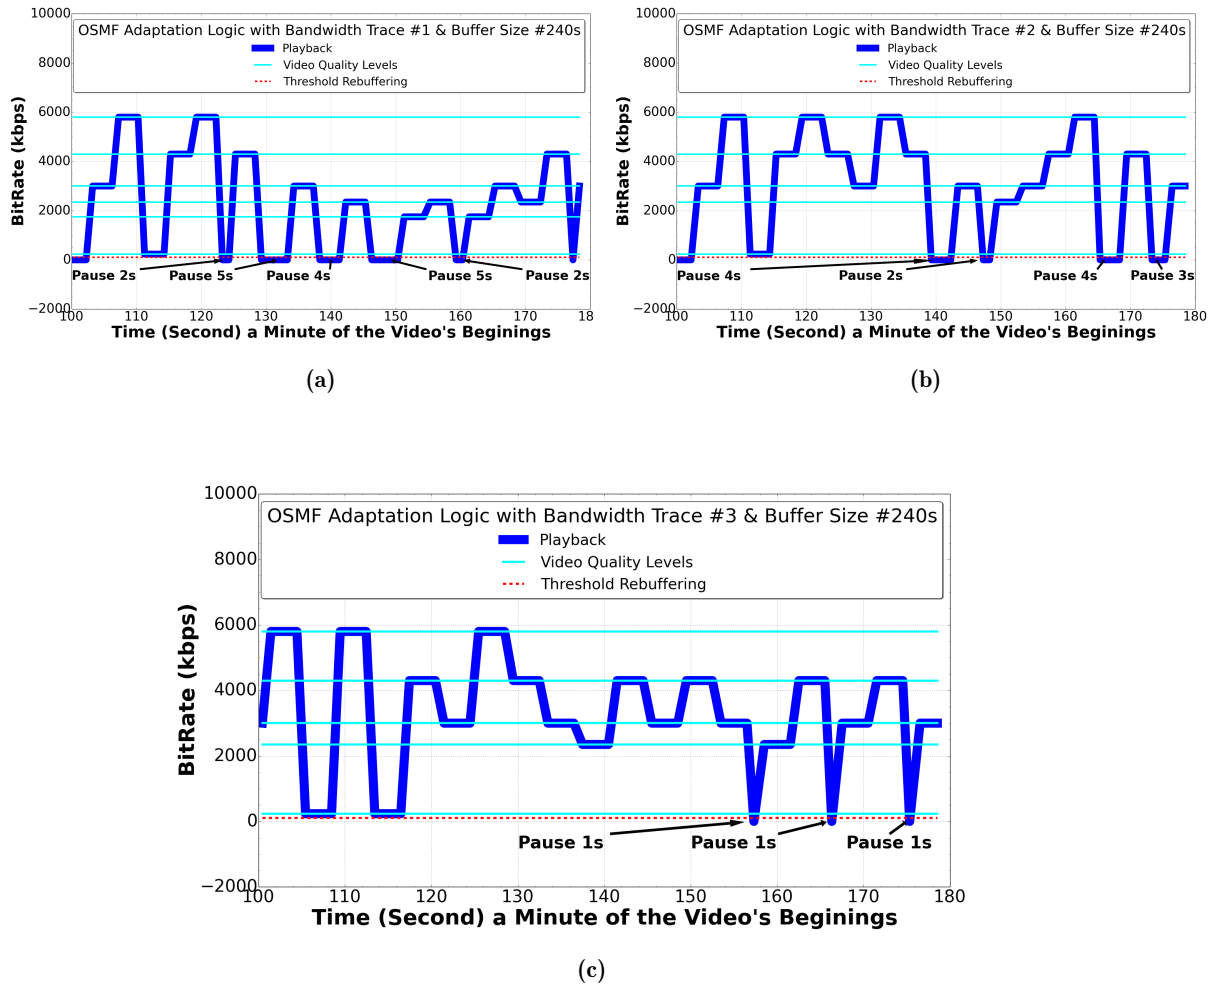 OSMF Adaptation Logic with Bandwidth Trace #1 & Buffer Size #240s
Playback
Video Quality Levels
Threshold Rebuffering
BitRate (kbps)
10000
8000
6000
4000
2000
0
−2000
Pause 2s
Pause 5s
Pause 4s
Pause 5s
Pause 2s
100 110 120 130 140 150 160 170 18
Time (Second) a Minute of the Video's Beginings
(a)
OSMF Adaptation Logic with Bandwidth Trace #2 & Buffer Size #240s
Playback
Video Quality Levels
Threshold Rebuffering
BitRate (kbps)
10000
8000
6000
4000
2000
0
−2000
Pause 4s
Pause 2s
Pause 4s
Pause 3s
100 110 120 130 140 150 160 170 180
Time (Second) a Minute of the Video's Beginings
(b)
OSMF Adaptation Logic with Bandwidth Trace #3 & Buffer Size #240s
Playback
Video Quality Levels
Threshold Rebuffering
BitRate (kbps)
10000
8000
6000
4000
2000
0
−2000
Pause 1s
Pause 1s
Pause 1s
100 110 120 130 140 150 160 170 180
Time (Second) a Minute of the Video's Beginings
(c)